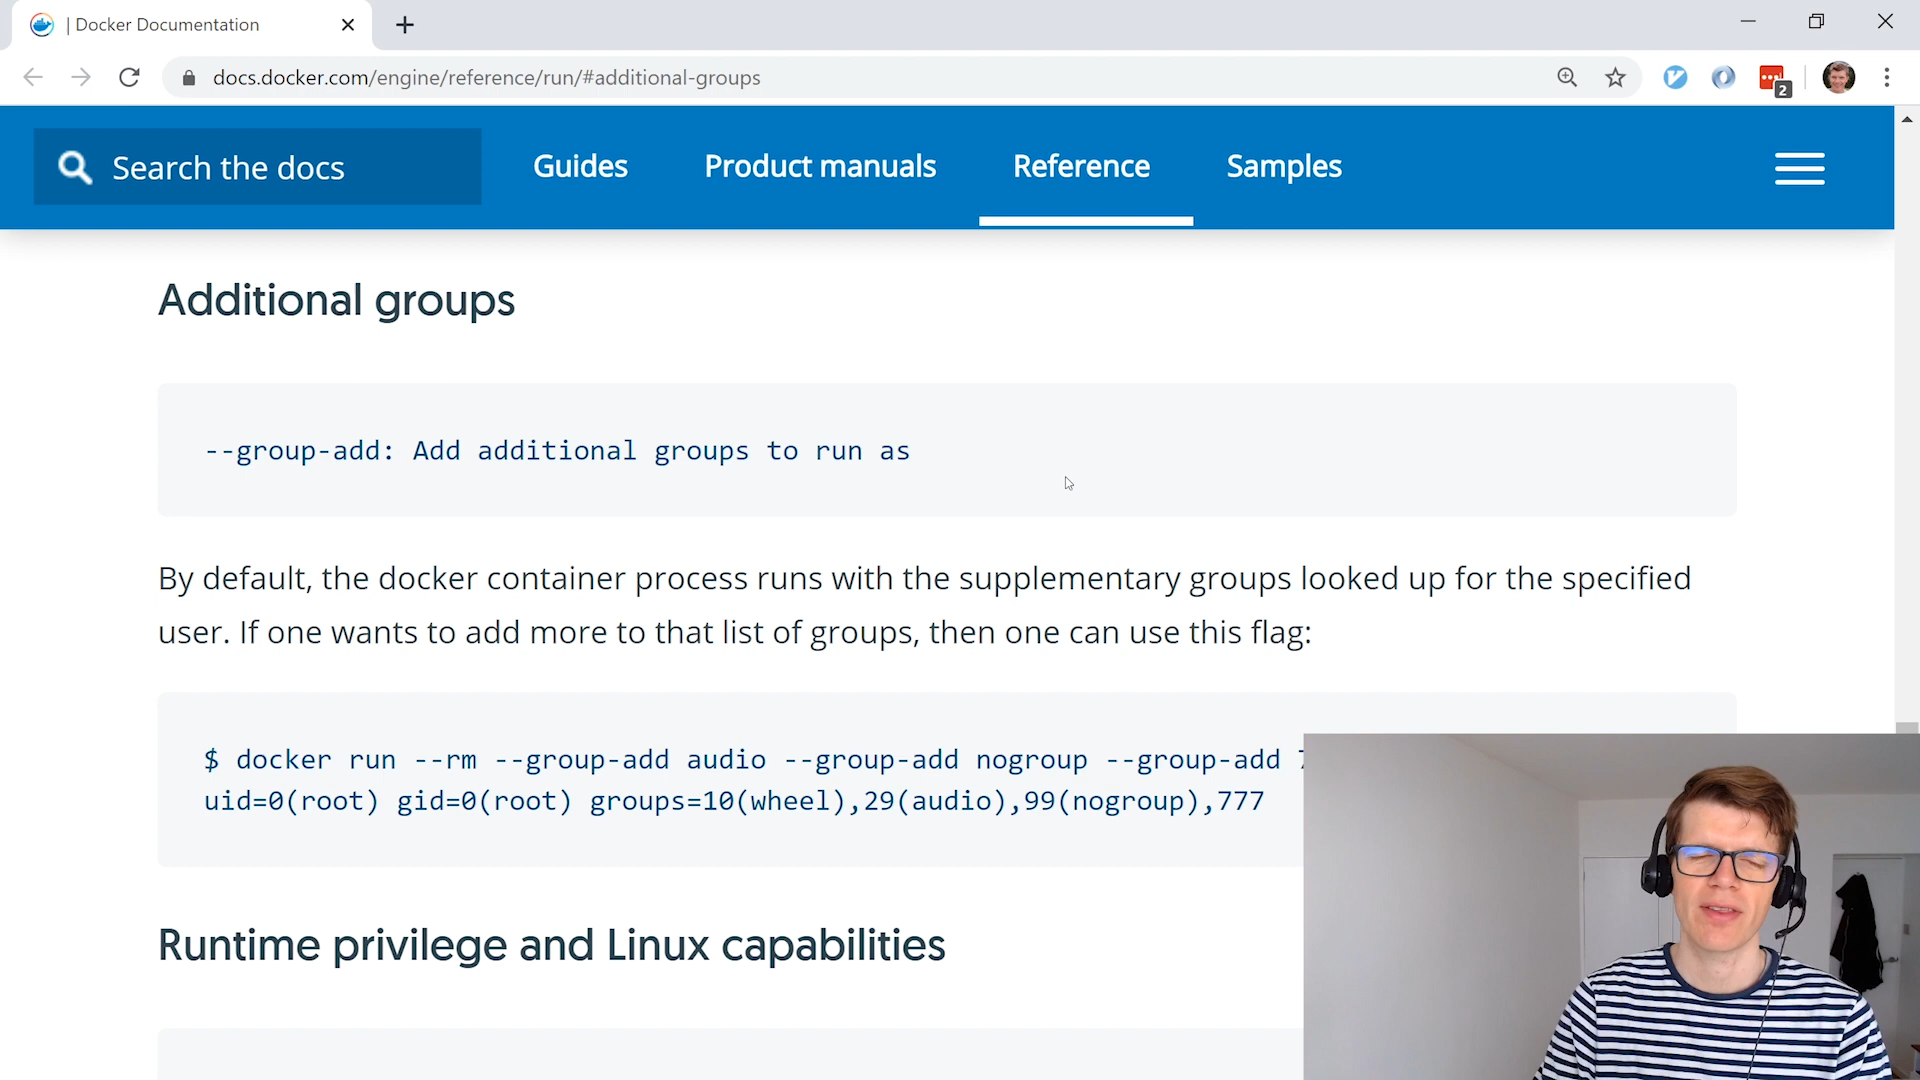 | Docker Documentation
docs.docker.com/engine/reference/run/#additional-groups
2
Search the docs
Guides
Product manuals
Reference
Samples
Additional groups
--group-add: Add additional groups to run as
By default, the docker container process runs with the supplementary groups looked up for the specified
user. If one wants to add more to that list of groups, then one can use this flag:
$ docker run --rm --group-add audio --group-add nogroup --group-add
uid=0(root) gid=0(root) groups=10(wheel),29(audio),99(nogroup),777
Runtime privilege and Linux capabilities